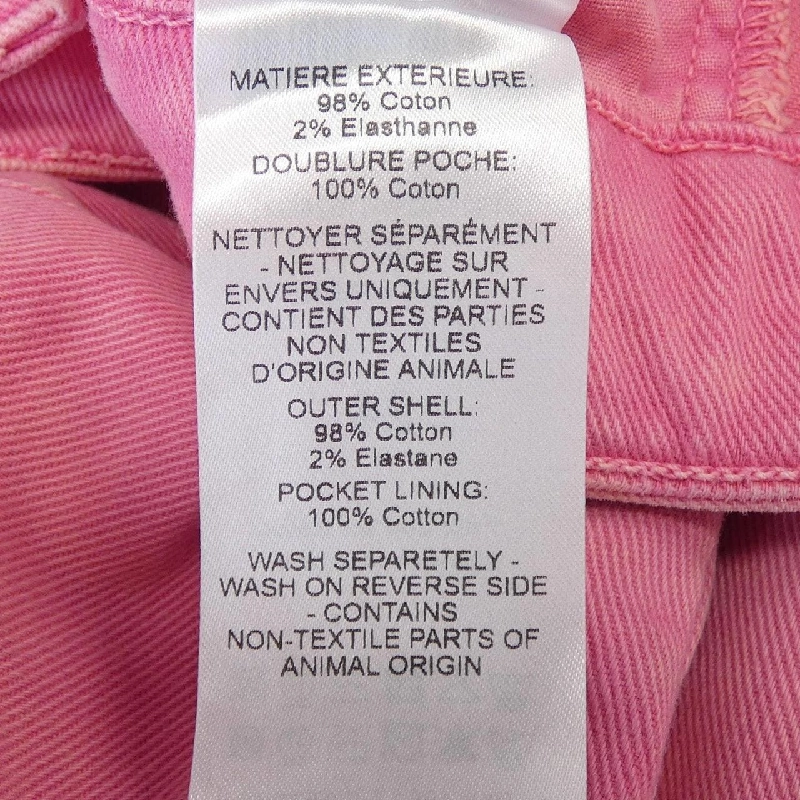 MATIERE EXTERIEURE:
98% Coton
2% Elasthanne
DOUBLURE POCHE:
100% Coton
NETTOYER SÉPARÉMENT
- NETTOYAGE SUR
ENVERS UNIQUEMENT -
CONTIENT DES PARTIES
NON TEXTILES
D'ORIGINE ANIMALE
OUTER SHELL:
98% Cotton
2% Elastane
POCKET LINING:
100% Cotton
WASH SEPARETELY -
WASH ON REVERSE SIDE
- CONTAINS
NON-TEXTILE PARTS OF
ANIMAL ORIGIN